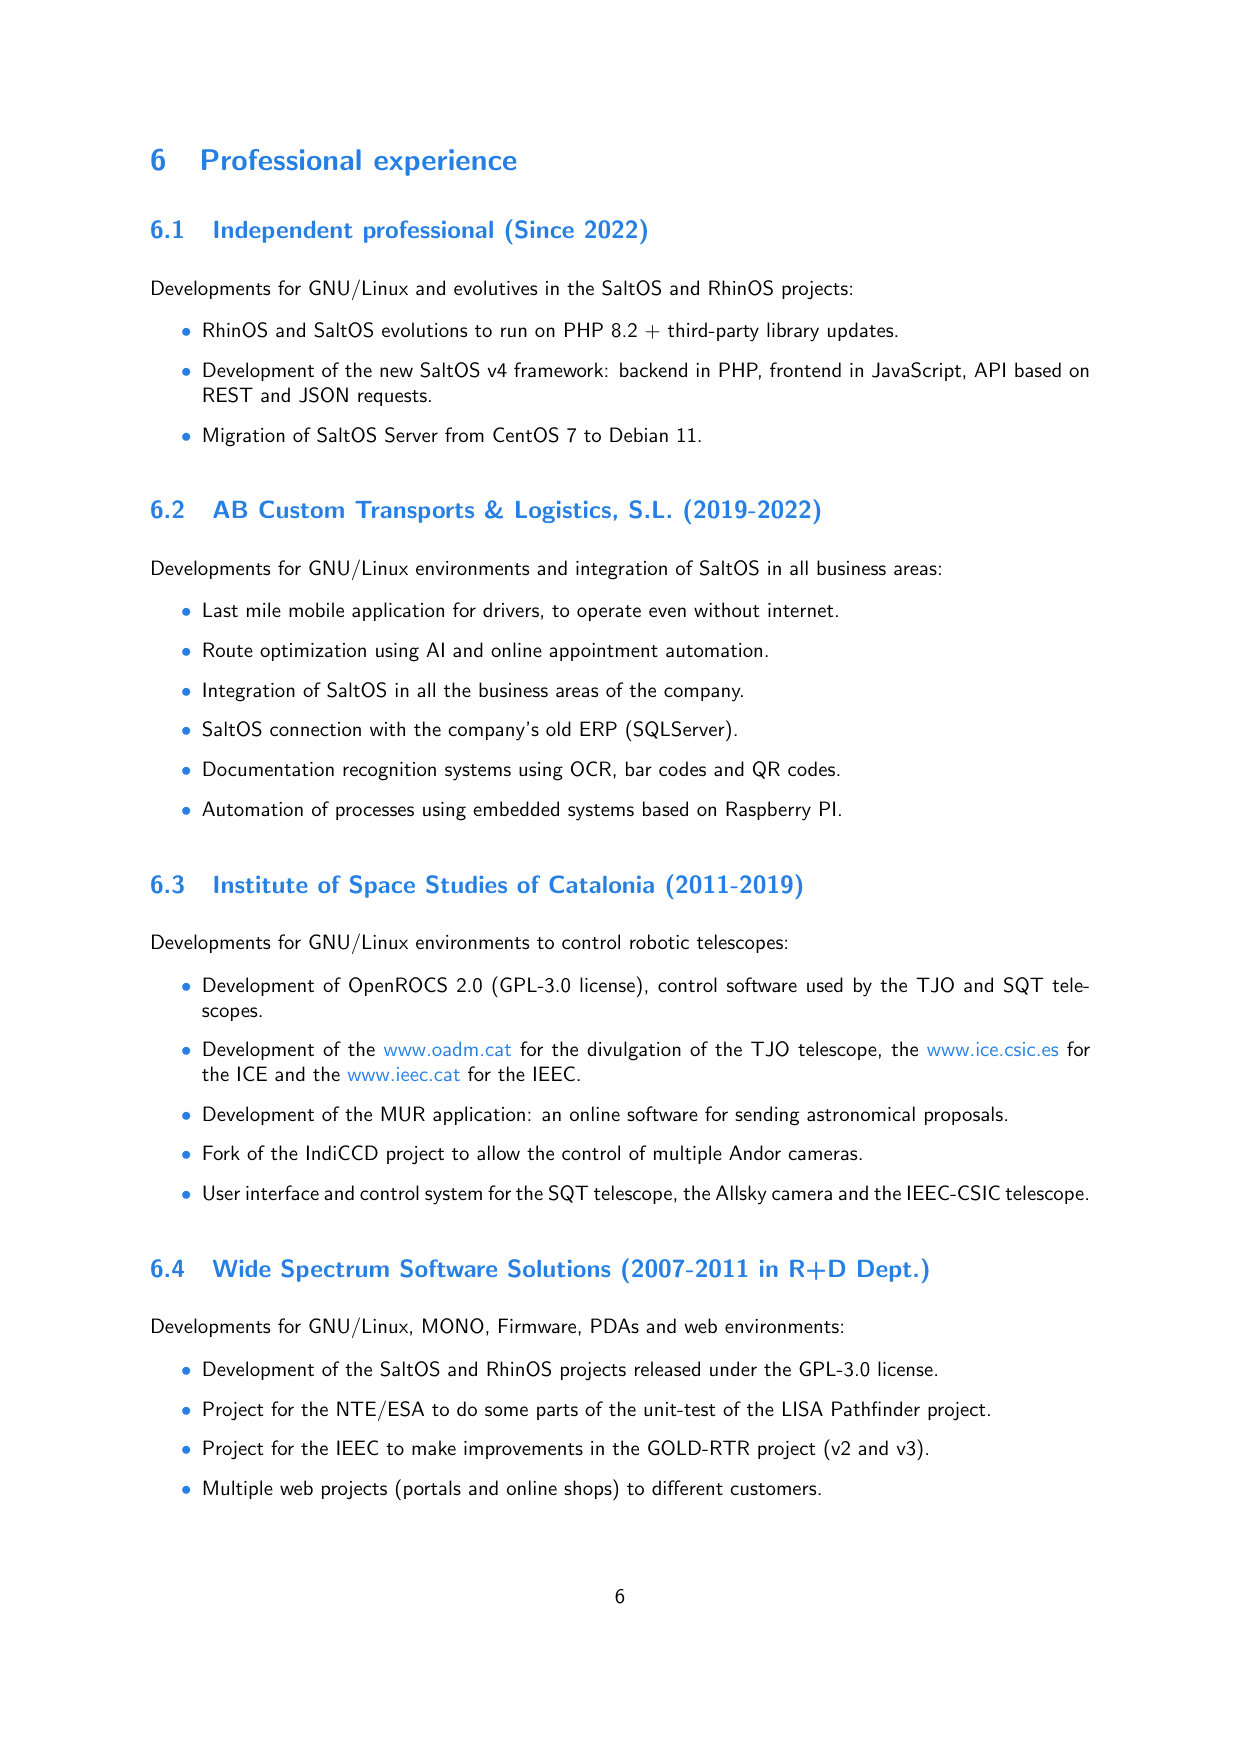 6 Professional experience
6.1 Independent professional (Since 2022)
Developments for GNU/Linux and evolutives in the SaltOS and RhinOS projects:
• RhinOS and SaltOS evolutions to run on PHP 8.2 + third-party library updates.
• Development of the new SaltOS v4 framework: backend in PHP, frontend in JavaScript, API based on
REST and JSON requests.
• Migration of SaltOS Server from CentOS 7 to Debian 11.
6.2 AB Custom Transports & Logistics, S.L. (2019-2022)
Developments for GNU/Linux environments and integration of SaltOS in all business areas:
• Last mile mobile application for drivers, to operate even without internet.
• Route optimization using AI and online appointment automation.
• Integration of SaltOS in all the business areas of the company.
• SaltOS connection with the company's old ERP (SQLServer).
• Documentation recognition systems using OCR, bar codes and QR codes.
• Automation of processes using embedded systems based on Raspberry PI.
6.3 Institute of Space Studies of Catalonia (2011-2019)
Developments for GNU/Linux environments to control robotic telescopes:
• Development of OpenROCS 2.0 (GPL-3.0 license), control software used by the TJO and SQT tele-
scopes.
• Development of the www.oadm.cat for the divulgation of the TJO telescope, the www.ice.csic.es for
the ICE and the www.ieec.cat for the IEEC.
• Development of the MUR application: an online software for sending astronomical proposals.
• Fork of the IndiCCD project to allow the control of multiple Andor cameras.
• User interface and control system for the SQT telescope, the Allsky camera and the IEEC-CSIC telescope.
6.4 Wide Spectrum Software Solutions (2007-2011 in R+D Dept.)
Developments for GNU/Linux, MONO, Firmware, PDAs and web environments:
• Development of the SaltOS and RhinOS projects released under the GPL-3.0 license.
• Project for the NTE/ESA to do some parts of the unit-test of the LISA Pathfinder project.
• Project for the IEEC to make improvements in the GOLD-RTR project (v2 and v3).
• Multiple web projects (portals and online shops) to different customers.
6